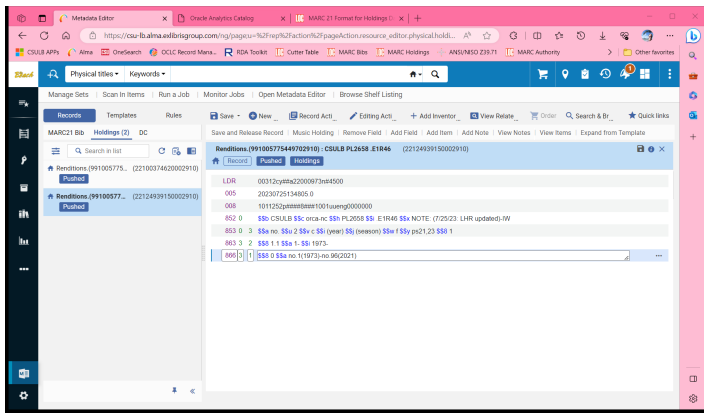 Metadata Editor
Oracle Analytics Catalog
MARC 21 Format for Holdings D
https://csu-lb.alma.exlibrisgroup.com/ng/page;u=%2Frep%2Faction%2FpageAction.resource_editor.physical.holdi...
CSULB APPs
Alma
OneSearch
OCLC Record Mana...
RDA Toolkit
Cutter Table
MARC Bibs
MARC Holdings
ANSI/NISO Z39.71
MARC Authority
Other favorites
Physical titles
Keywords
1
Manage Sets
Scan In Items
Run a Job
Monitor Jobs
Open Metadata Editor
Browse Shelf Listing
Records
Templates
Rules
Save
New
Record Acti
Editing Acti
Add Inventor
View Relate
Order
Search & Br
Quick links
MARC21 Bib
Holdings (2)
DC
Save and Release Record
Music Holding
Remove Field
Add Field
Add Item
Add Note
View Notes
View Items
Expand from Template
Search in list
Renditions.(991005775449702910) : CSULB PL2658 .E1946 (22124939150002910)
Record
Pushed
Holdings
Renditions.(991005775... (22100374620002910)
Pushed
Renditions.(99100577... (22124939150002910)
Pushed
LDR 00312cy##a22000973n#4500
005 20230725134805.0
008 1011252p####8###1001uueng0000000
852 0 $$b CSULB $$c orca-nc $$h PL2658 $$i .E1946 $$x NOTE: (7/25/23: LHR updated)-IW
853 0 3 $$a no. $$u 2 $$v c $$i (year) $$j (season) $$w f $$y ps21,23 $$8 1
863 3 2 $$8 1.1 $$a 1- $$i 1973-
866 3 1 $$8 0 $$a no.1(1973)-no.96(2021)